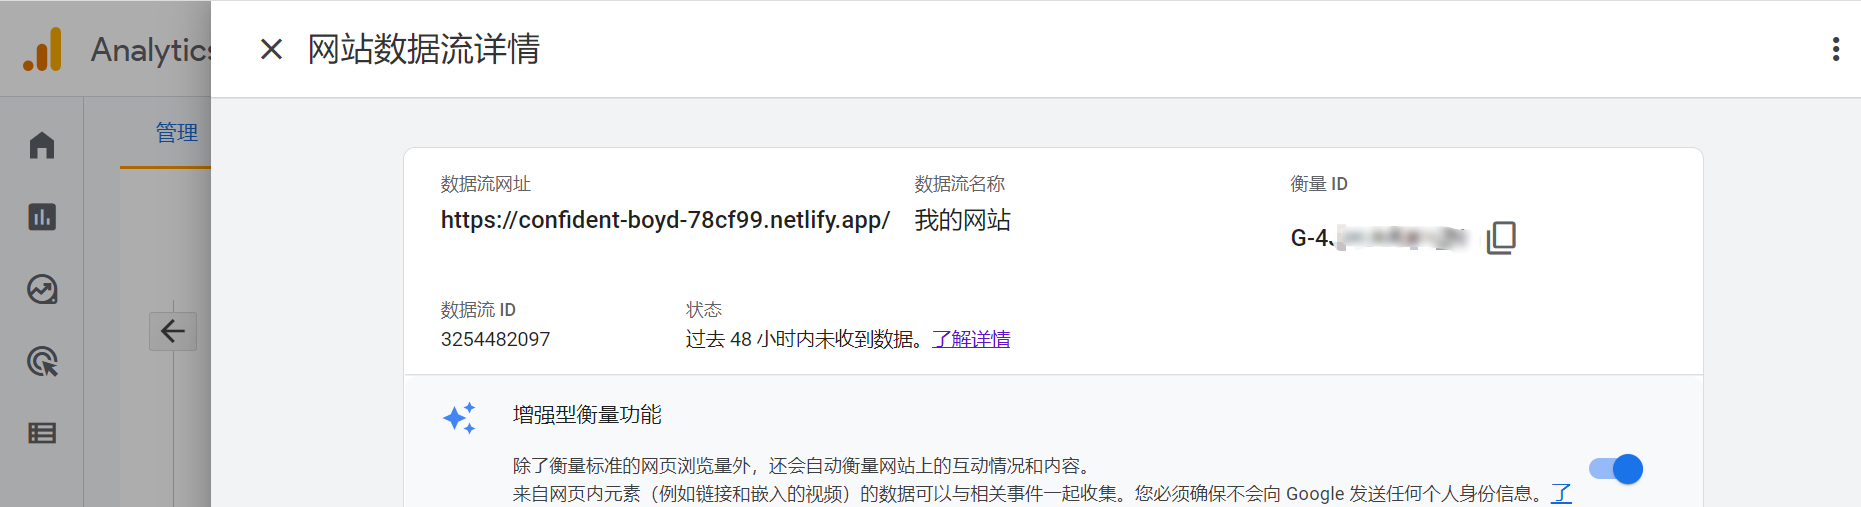 Analytics
网站数据流详情
管理
数据流网址
https://confident-boyd-78cf99.netlify.app/
数据流名称
我的网站
衡量 ID
G-4
数据流 ID
3254482097
状态
过去 48 小时内未收到数据。了解详情
增强型衡量功能
除了衡量标准的网页浏览量外，还会自动衡量网站上的互动情况和内容。
来自网页内元素（例如链接和嵌入的视频）的数据可以与相关事件一起收集。您必须确保不会向 Google 发送任何个人身份信息。了